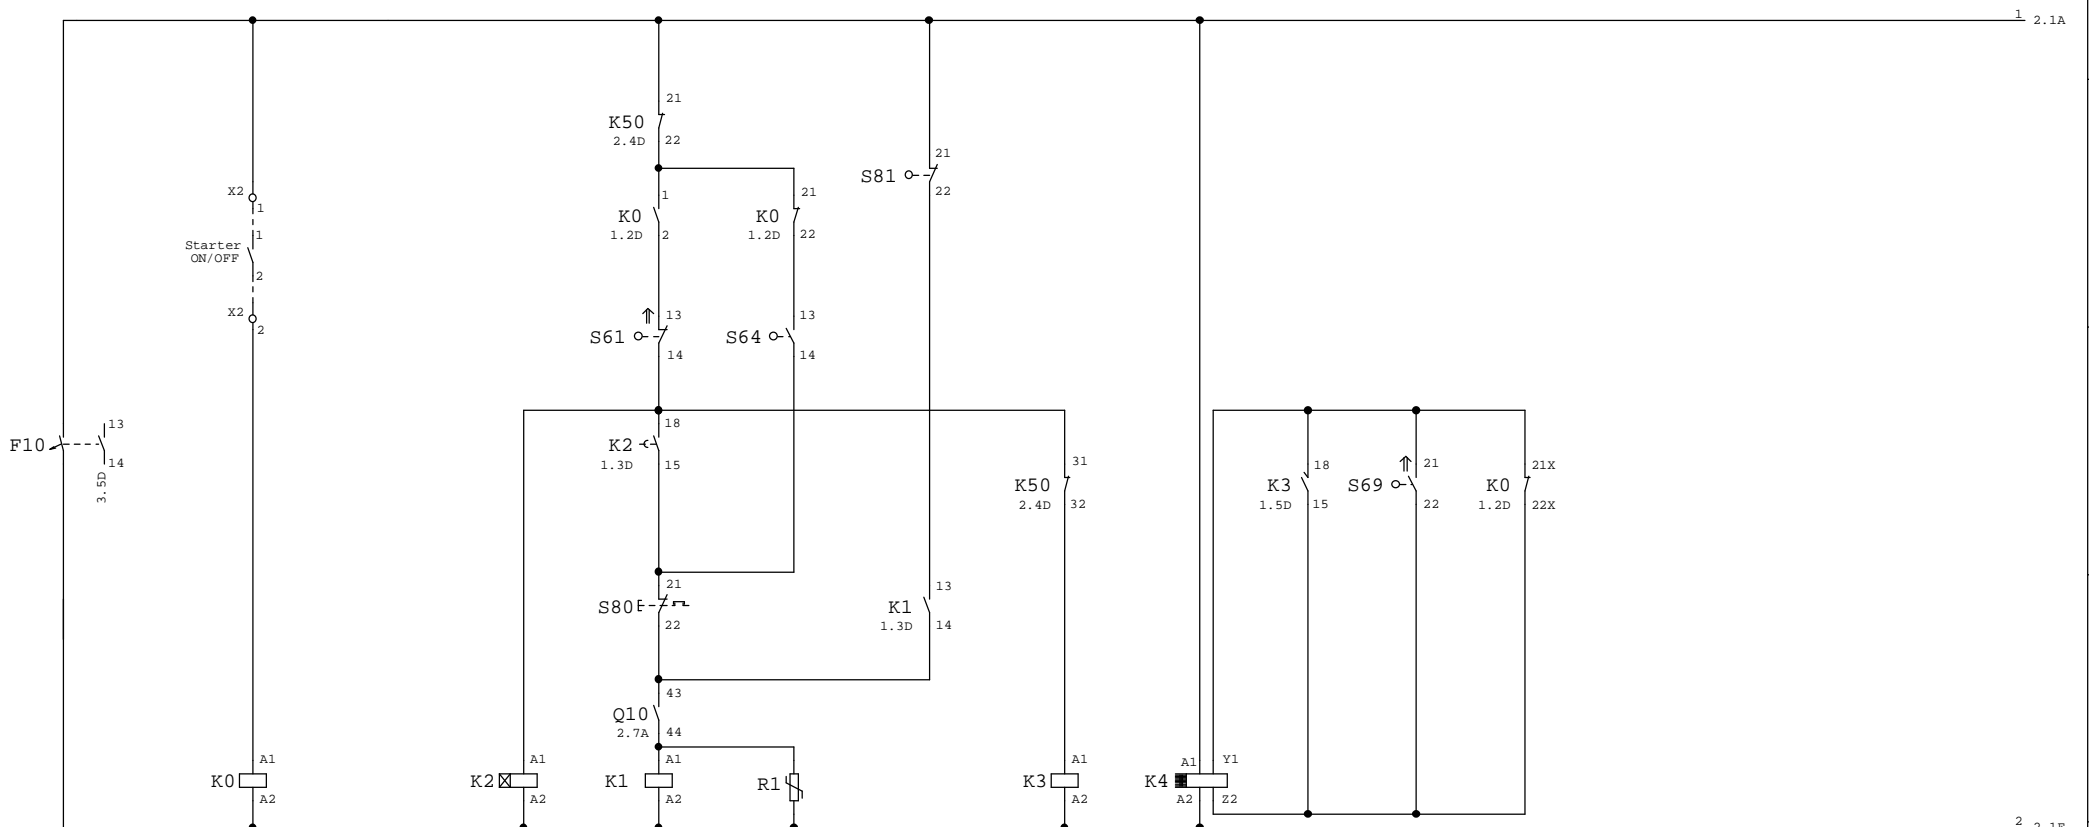 1 2.1A
21
K50
2.4D 22
21
S81
22
X2
1
1
K0
1.2D 2
21
K0
1.2D 22
1
Starter
ON/OFF
2
X2
2
13
S61
14
13
S64
14
13
F10
14
3.5D
18
K2
1.3D 15
31
K50
2.4D 32
18
K3
1.5D 15
21
S69
22
21X
K0
1.2D 22X
21
S80
22
13
K1
1.3D 14
43
Q10
2.7A 44
A1
K0
A2
A1
K2
A2
A1
K1
A2
R1
A1
K3
A2
A1 Y1
K4
A2 Z2
2